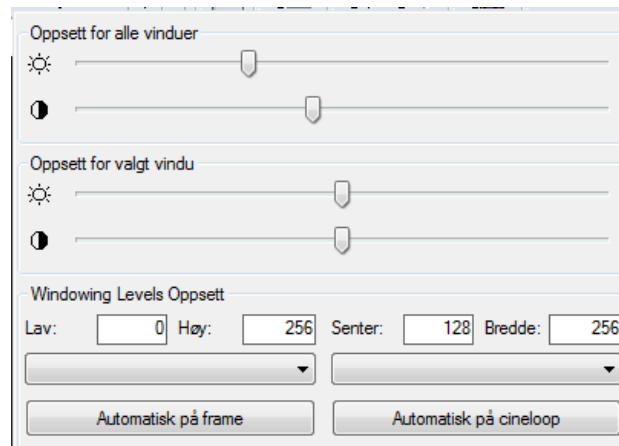 Oppsett for alle vinduer
Oppsett for valgt vindu
Windowing Levels Oppsett
Lav: 0 Høy: 256 Senter: 128 Bredde: 256
Automatisk på frame Automatisk på cineloop